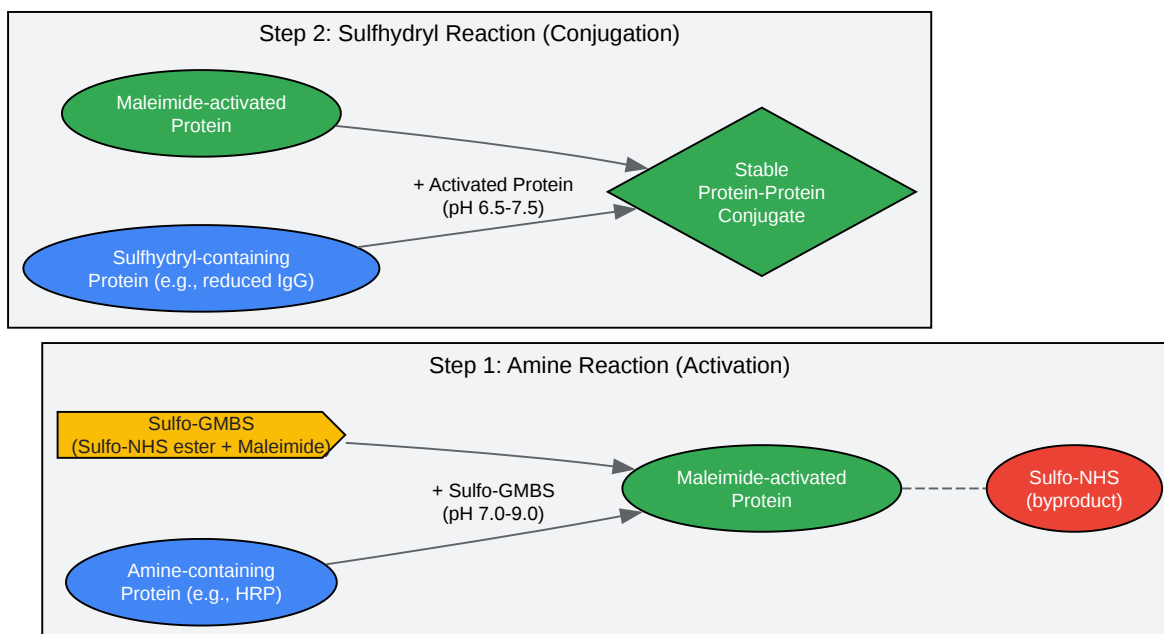 Step 2: Sulfhydryl Reaction (Conjugation)
Maleimide-activated
Protein
+ Activated Protein
(pH 6.5-7.5)
Stable
Protein-Protein
Conjugate
Sulfhydryl-containing
Protein (e.g., reduced IgG)
Step 1: Amine Reaction (Activation)
Sulfo-GMBS
(Sulfo-NHS ester + Maleimide)
+ Sulfo-GMBS
(pH 7.0-9.0)
Maleimide-activated
Protein
Sulfo-NHS
(byproduct)
Amine-containing
Protein (e.g., HRP)